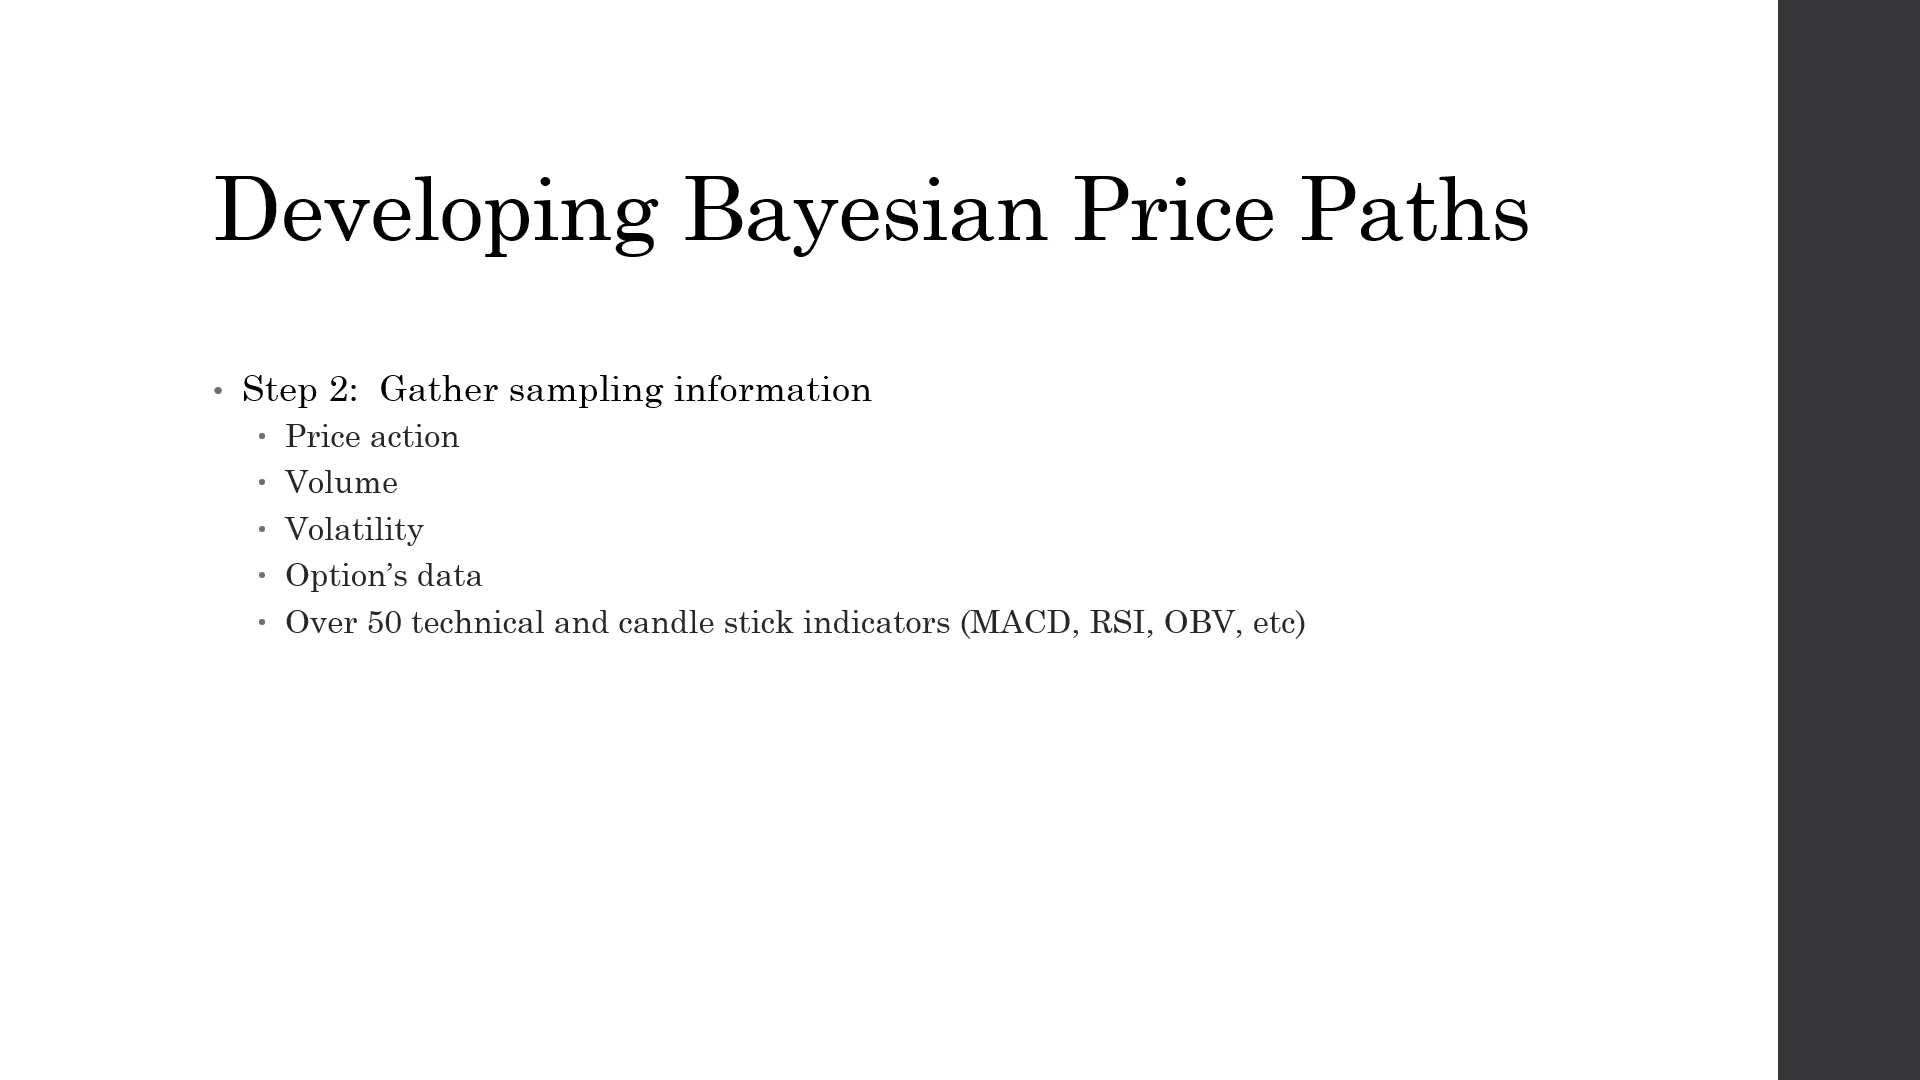 Developing Bayesian Price Paths
• Step 2:  Gather sampling information
• Price action
• Volume
• Volatility
• Option’s data
• Over 50 technical and candle stick indicators (MACD, RSI, OBV, etc)